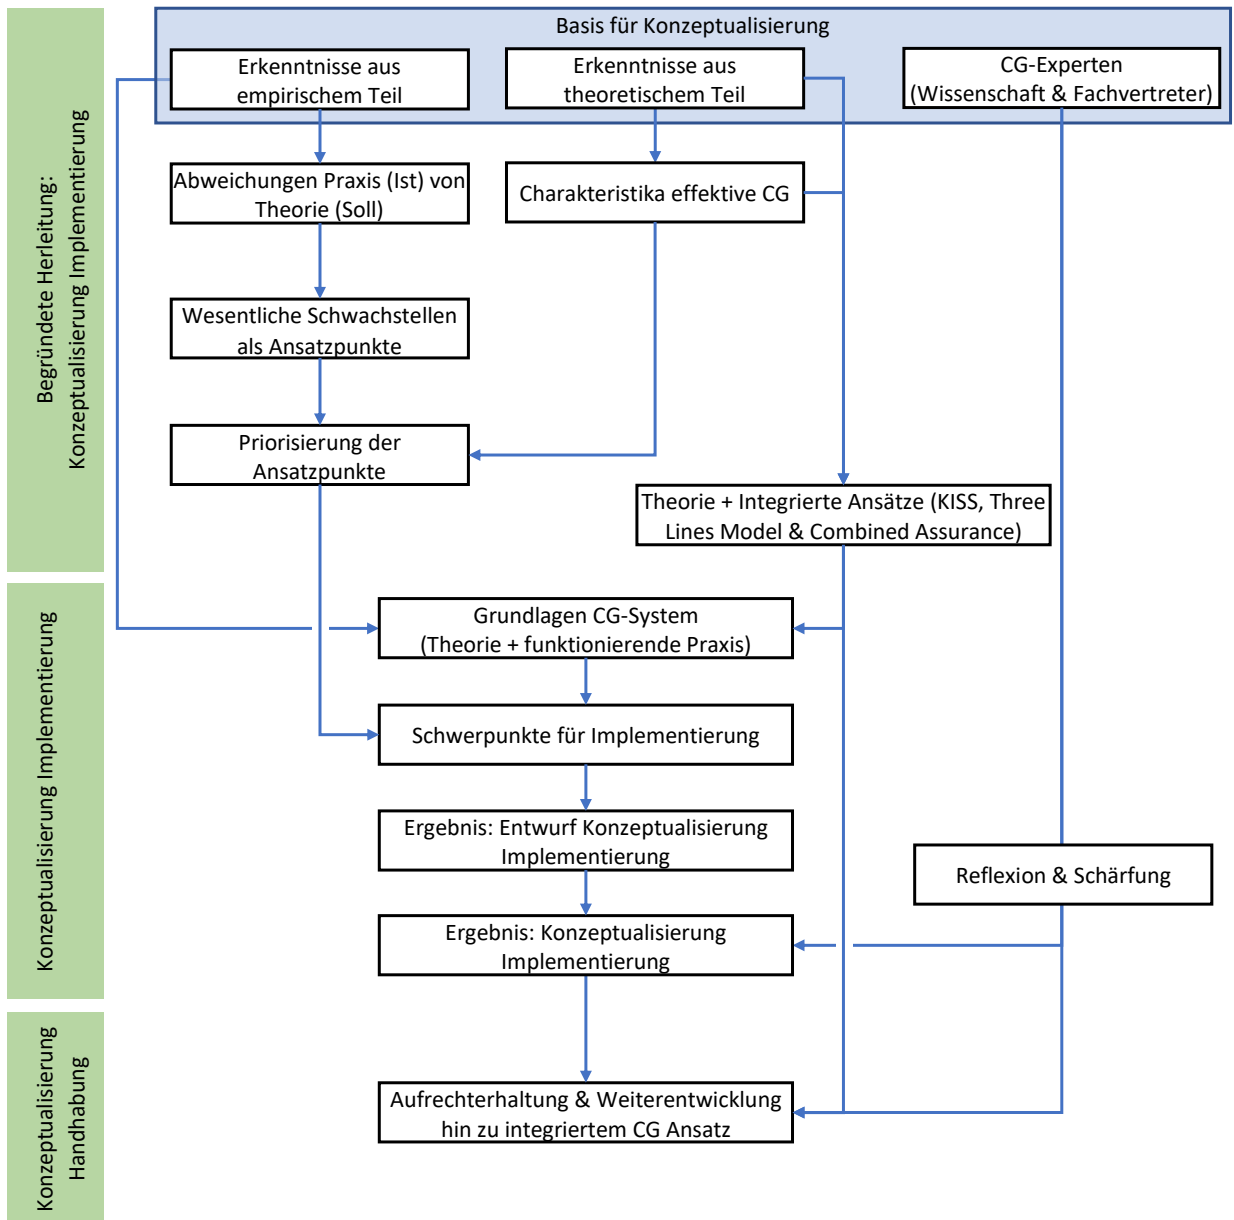 Basis für Konzeptualisierung
Erkenntnisse aus
empirischem Teil
Erkenntnisse aus
theoretischem Teil
CG-Experten
(Wissenschaft & Fachvertreter)
Begründete Herleitung:
Konzeptualisierung Implementierung
Abweichungen Praxis (Ist) von
Theorie (Soll)
Charakteristika effektive CG
Wesentliche Schwachstellen
als Ansatzpunkte
Priorisierung der
Ansatzpunkte
Theorie + Integrierte Ansätze (KISS, Three
Lines Model & Combined Assurance)
Konzeptualisierung Implementierung
Grundlagen CG-System
(Theorie + funktionierende Praxis)
Schwerpunkte für Implementierung
Ergebnis: Entwurf Konzeptualisierung
Implementierung
Reflexion & Schärfung
Ergebnis: Konzeptualisierung
Implementierung
Konzeptualisierung
Handhabung
Aufrechterhaltung & Weiterentwicklung
hin zu integriertem CG Ansatz